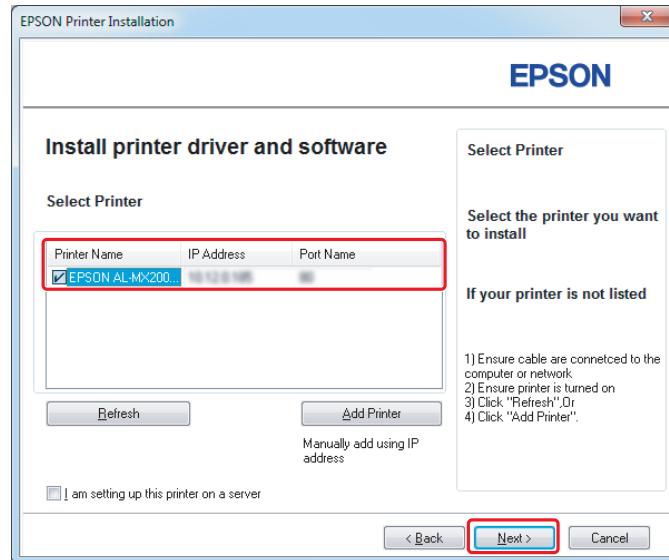 EPSON Printer Installation
EPSON
Install printer driver and software
Select Printer
Printer Name IP Address Port Name
EPSON AL-MX200...
Refresh
Add Printer
Manually add using IP
address
I am setting up this printer on a server
Select Printer
Select the printer you want
to install
If your printer is not listed
1) Ensure cable are connetced to the
computer or network
2) Ensure printer is turned on
3) Click "Refresh",Or
4) Click "Add Printer".
< Back
Next >
Cancel